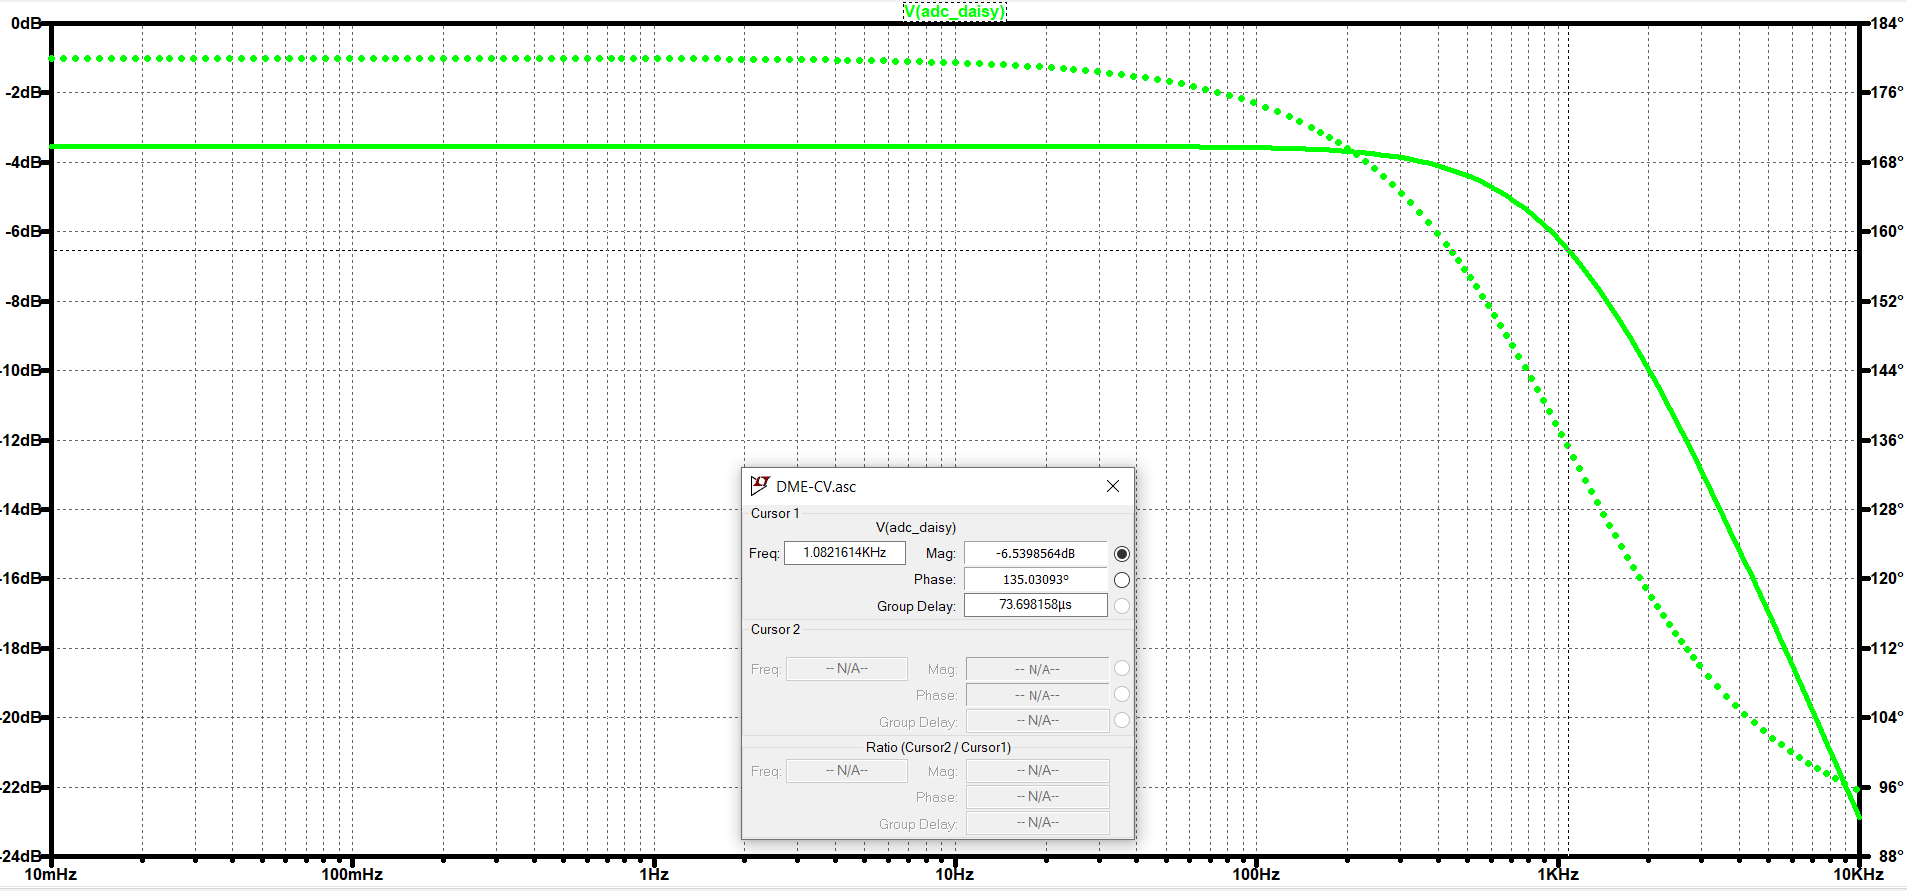 V(adc_daisy)
0dB
-2dB
-4dB
-6dB
-8dB
-10dB
-12dB
-14dB
-16dB
-18dB
-20dB
-22dB
-24dB
184°
176°
168°
160°
152°
144°
136°
128°
120°
112°
104°
96°
88°
DME-CV.asc
Cursor 1
V(adc_daisy)
Freq: 1.0821614KHz Mag: -6.5398564dB
Phase: 135.03093°
Group Delay: 73.698158µs
Cursor 2
Freq: -- N/A-- Mag: -- N/A--
Phase: -- N/A--
Group Delay: -- N/A--
Ratio (Cursor2 / Cursor1)
Freq: -- N/A-- Mag: -- N/A--
Phase: -- N/A--
Group Delay: -- N/A--
10mHz 100mHz 1Hz 10Hz 100Hz 1KHz 10KHz